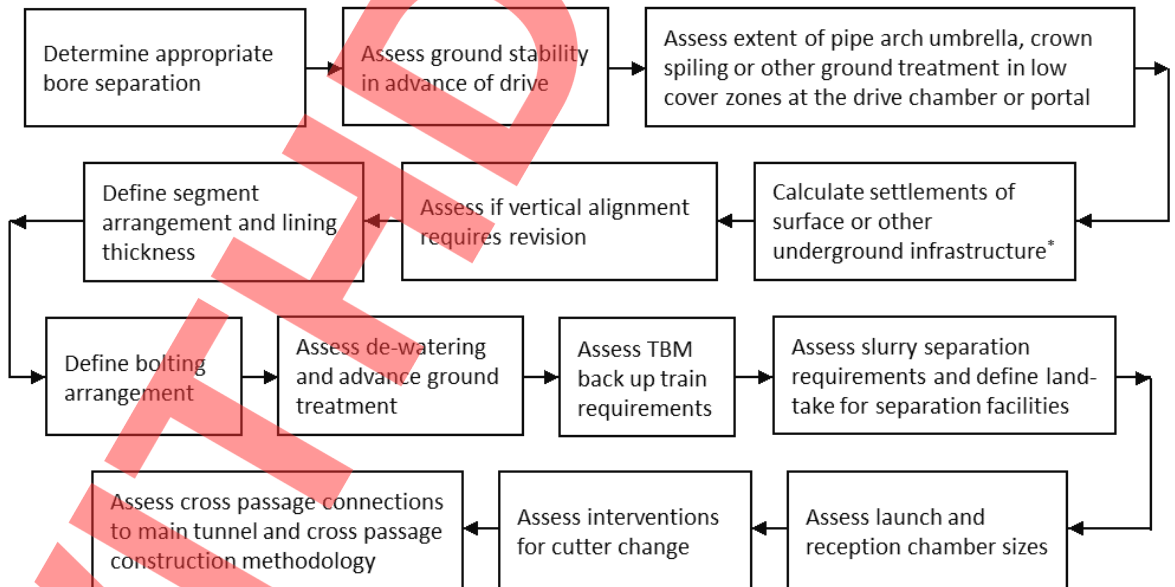 Determine appropriate
bore separation
Assess ground stability
in advance of drive
Assess extent of pipe arch umbrella, crown
spiling or other ground treatment in low
cover zones at the drive chamber or portal
Calculate settlements of
surface or other
underground infrastructure*
Assess if vertical alignment
requires revision
Define segment
arrangement and lining
thickness
Define bolting
arrangement
Assess de-watering
and advance ground
treatment
Assess TBM
back up train
requirements
Assess slurry separation
requirements and define land-
take for separation facilities
Assess launch and
reception chamber sizes
Assess interventions
for cutter change
Assess cross passage connections
to main tunnel and cross passage
construction methodology
ITHD